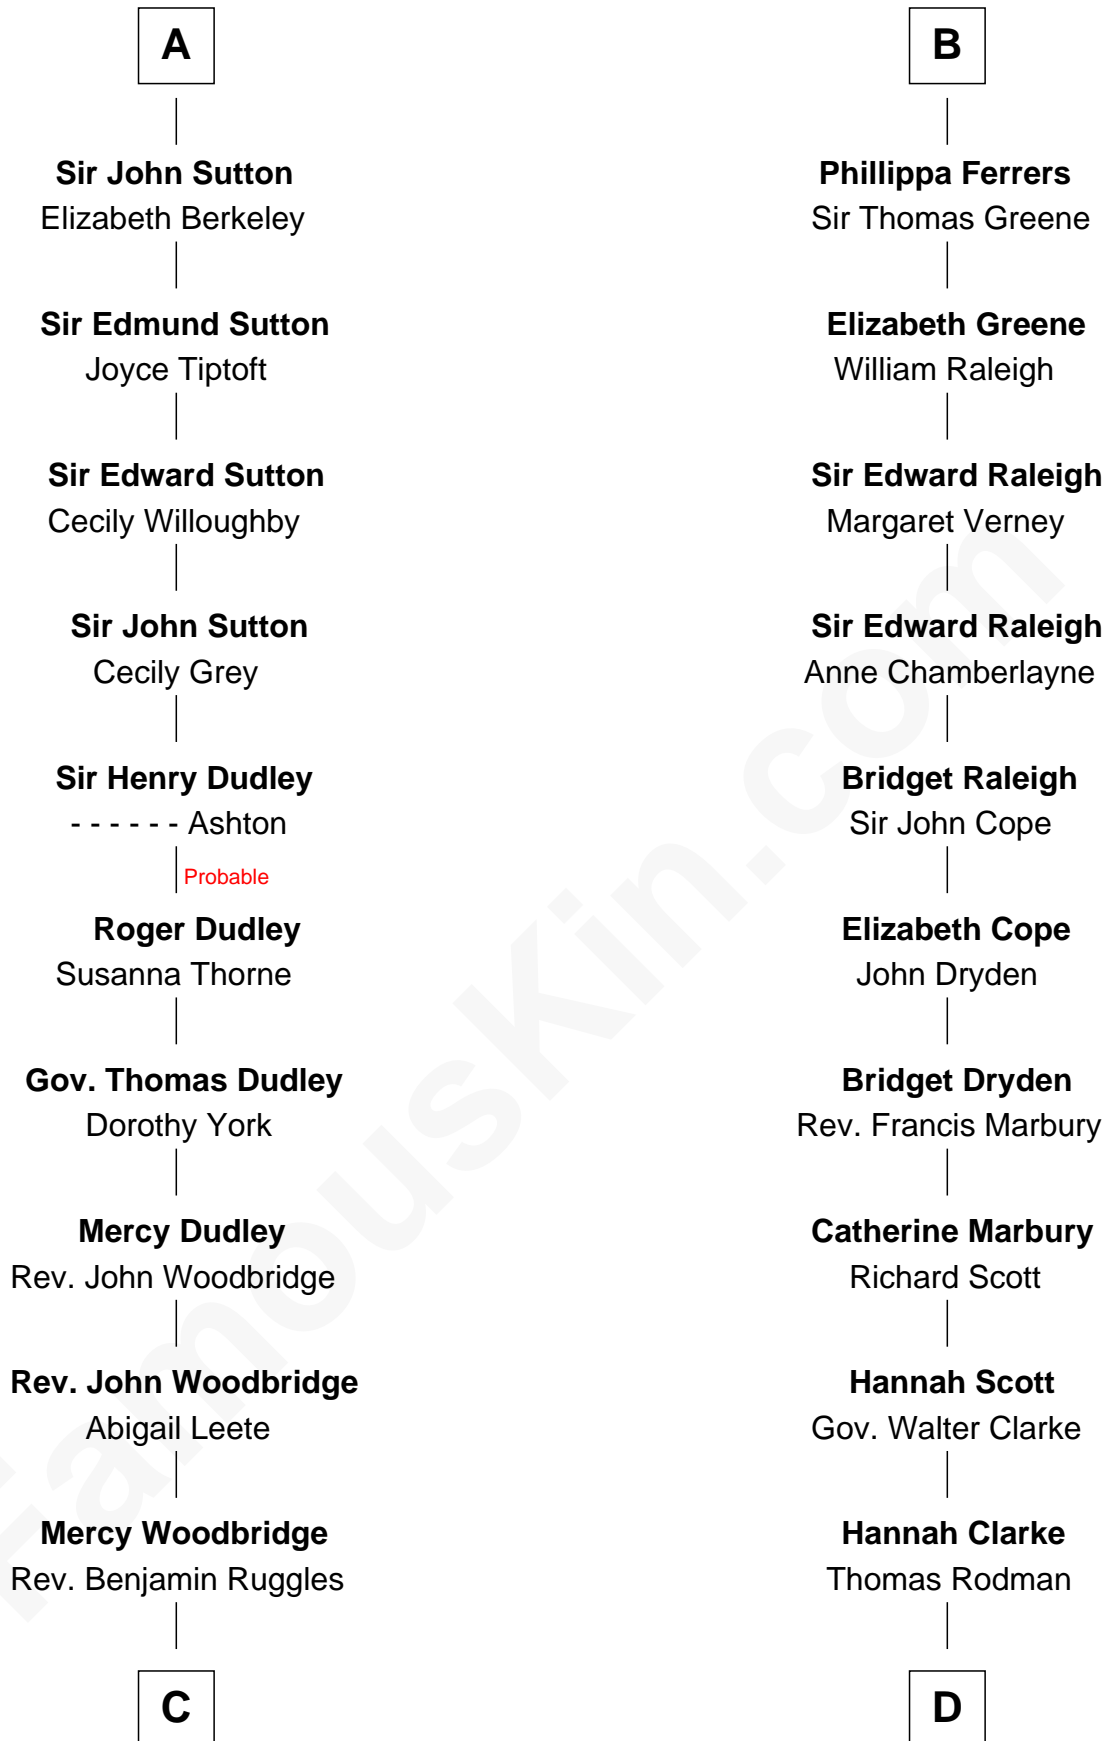 A
Sir John Sutton
Elizabeth Berkeley
Sir Edmund Sutton
Joyce Tiptoft
Sir Edward Sutton
Cecily Willoughby
Sir John Sutton
Cecily Grey
Sir Henry Dudley
- - - - - - Ashton
Probable
Roger Dudley
Susanna Thorne
Gov. Thomas Dudley
Dorothy York
Mercy Dudley
Rev. John Woodbridge
Rev. John Woodbridge
Abigail Leete
Mercy Woodbridge
Rev. Benjamin Ruggles
C
B
Phillippa Ferrers
Sir Thomas Greene
Elizabeth Greene
William Raleigh
Sir Edward Raleigh
Margaret Verney
Sir Edward Raleigh
Anne Chamberlayne
Bridget Raleigh
Sir John Cope
Elizabeth Cope
John Dryden
Bridget Dryden
Rev. Francis Marbury
Catherine Marbury
Richard Scott
Hannah Scott
Gov. Walter Clarke
Hannah Clarke
Thomas Rodman
D
FamousKin.com